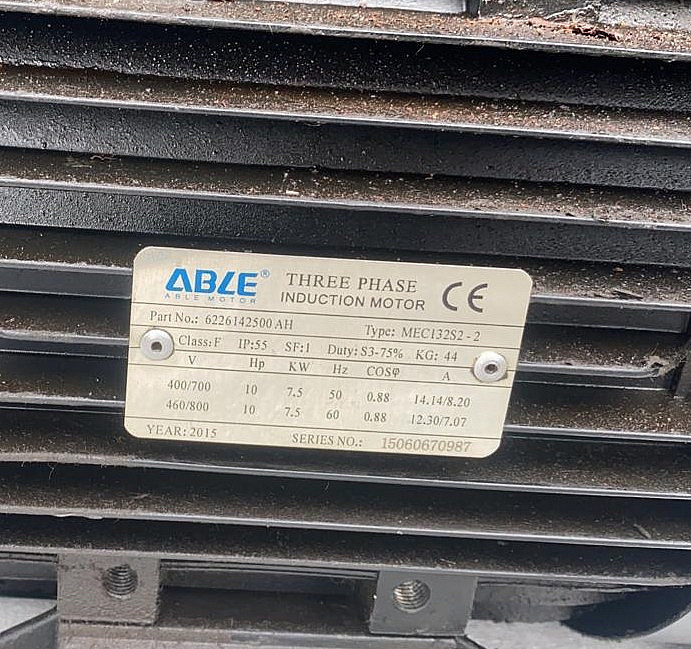 ABLE® THREE PHASE CE
ABLE MOTOR INDUCTION MOTOR
Part No.: 6226142500 AH Type: MEC132S2-2
Class: F IP:55 SF:1 Duty: S3-75% KG: 44
V Hp KW Hz COSφ A
400/700 10 7.5 50 0.88 14.14/8.20
460/800 10 7.5 60 0.88 12.30/7.07
YEAR: 2015 SERIES NO.: 15060670987